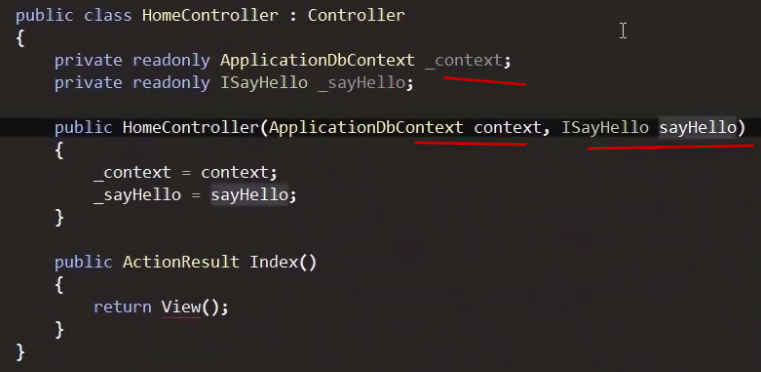 public class HomeController : Controller
{
    private readonly ApplicationDbContext _context;
    private readonly ISayHello _sayHello;

    public HomeController(ApplicationDbContext context, ISayHello sayHello)
    {
        _context = context;
        _sayHello = sayHello;
    }

    public ActionResult Index()
    {
        return View();
    }
}